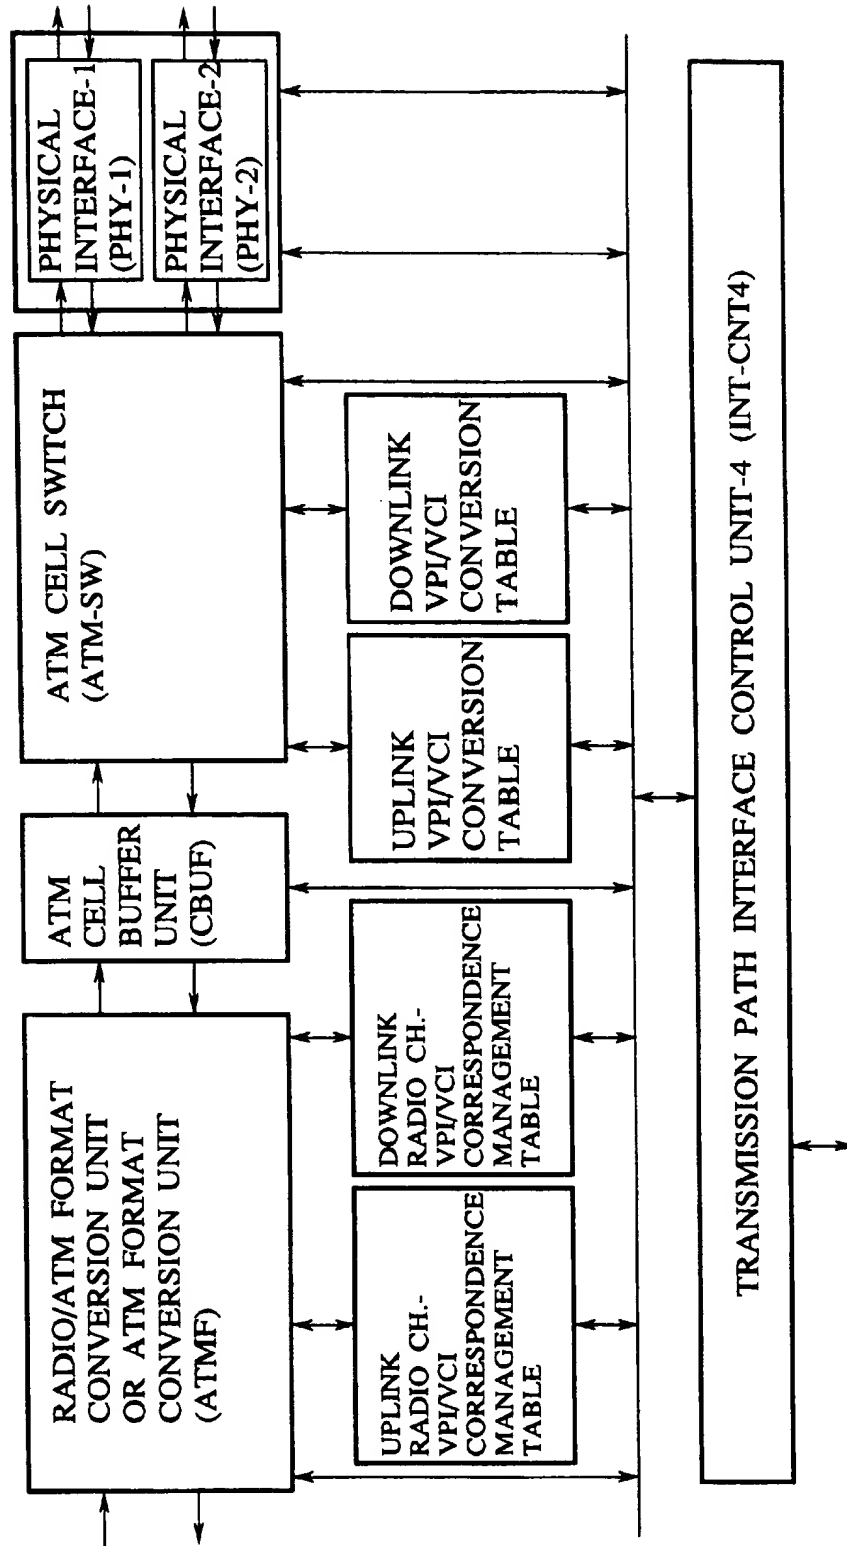 RADIO/ATM FORMAT
CONVERSION UNIT
OR ATM FORMAT
CONVERSION UNIT
(ATMF)
ATM
CELL
BUFFER
UNIT
(CBUF)
ATM CELL SWITCH
(ATM-SW)
PHYSICAL
INTERFACE-1
(PHY-1)
PHYSICAL
INTERFACE-2
(PHY-2)
UPLINK
RADIO CH.-
VPI/VCI
CORRESPONDENCE
MANAGEMENT
TABLE
DOWNLINK
RADIO CH.-
VPI/VCI
CORRESPONDENCE
MANAGEMENT
TABLE
UPLINK
VPI/VCI
CONVERSION
TABLE
DOWNLINK
VPI/VCI
CONVERSION
TABLE
TRANSMISSION PATH INTERFACE CONTROL UNIT-4 (INT-CNT4)